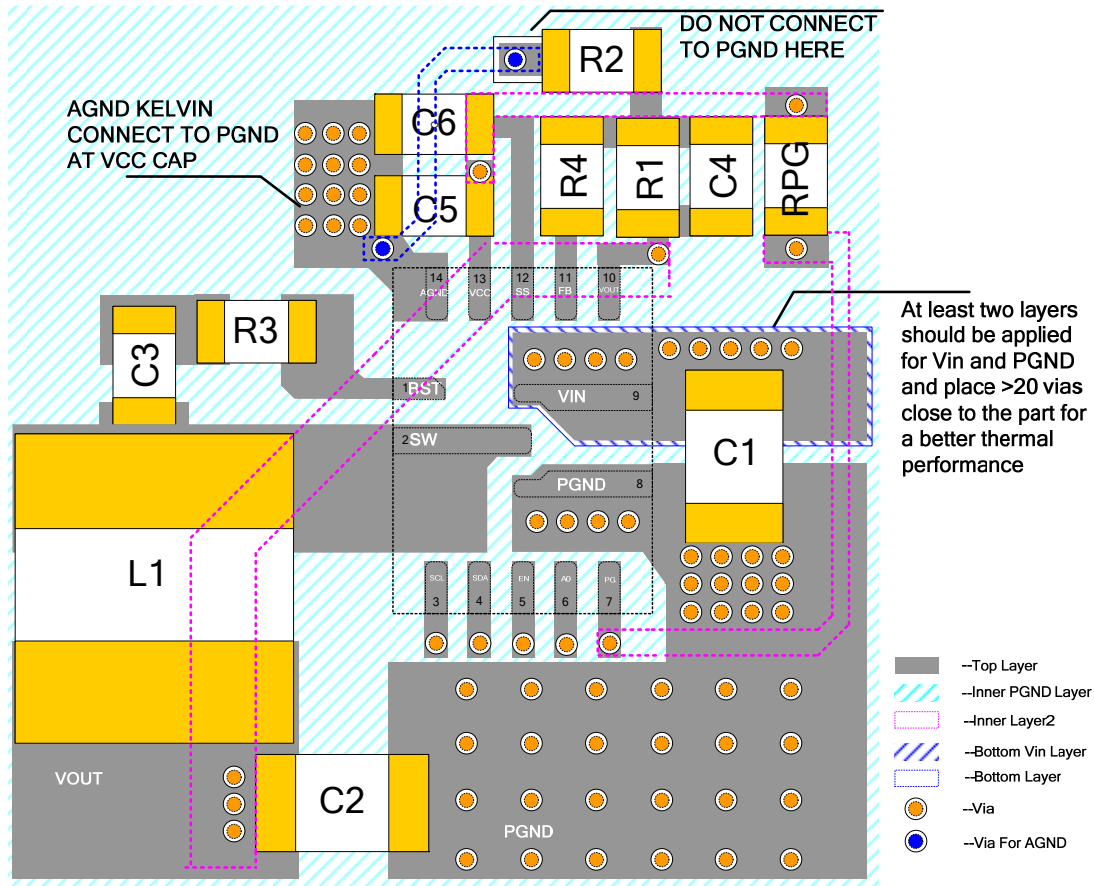 DO NOT CONNECT
TO PGND HERE
R2
AGND KELVIN
CONNECT TO PGND
AT VCC CAP
C6
C5
R4
R1
C4
RPG
14
AGND
13
VCC
12
SS
11
FB
10
VOUT
R3
C3
1
BST
VIN
9
2
SW
C1
At least two layers
should be applied
for Vin and PGND
and place >20 vias
close to the part for
a better thermal
performance
PGND
8
L1
SCL
3
SDA
4
EN
5
A0
6
PG
7
--Top Layer
--Inner PGND Layer
--Inner Layer2
--Bottom Vin Layer
--Bottom Layer
--Via
--Via For AGND
VOUT
C2
PGND